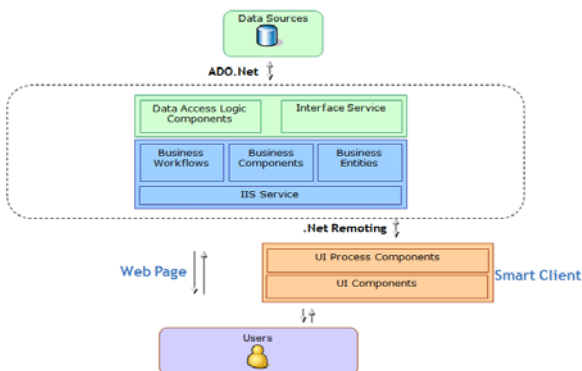 Data Sources
ADO.Net
Data Access Logic
Components
Interface Service
Business
Workflows
Business
Components
Business
Entities
IIS Service
.Net Remoting
Web Page
UI Process Components
UI Components
Smart Client
Users